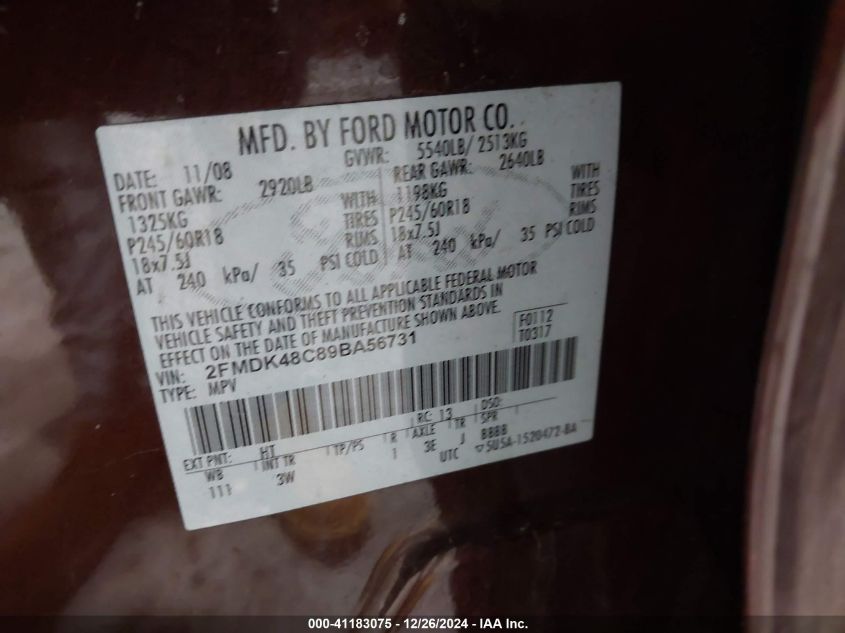 MFD. BY FORD MOTOR CO.
DATE: 11/08 GVWR: 5540LB/ 2513KG
FRONT GAWR: 2920LB REAR GAWR: 2640LB
1325KG WITH 1198KG WITH
P245/60R18 TIRES P245/60R18 TIRES
18x7.5J RIMS 18x7.5J RIMS
AT 240 kPa/ 35 PSI COLD AT 240 kPa/ 35 PSI COLD
THIS VEHICLE CONFORMS TO ALL APPLICABLE FEDERAL MOTOR
VEHICLE SAFETY AND THEFT PREVENTION STANDARDS IN
EFFECT ON THE DATE OF MANUFACTURE SHOWN ABOVE.
VIN: 2FMDK48C89BA56731 F0112
TYPE: MPV T0317
EXT PNT: HT RC: 13 DSO:
WB INT TR TP/PS R AXLE TR SPR
111 3W 1 3E J BBBB
UTC 5U5A-1520472-BA
000-41183075 - 12/26/2024 - IAA Inc.